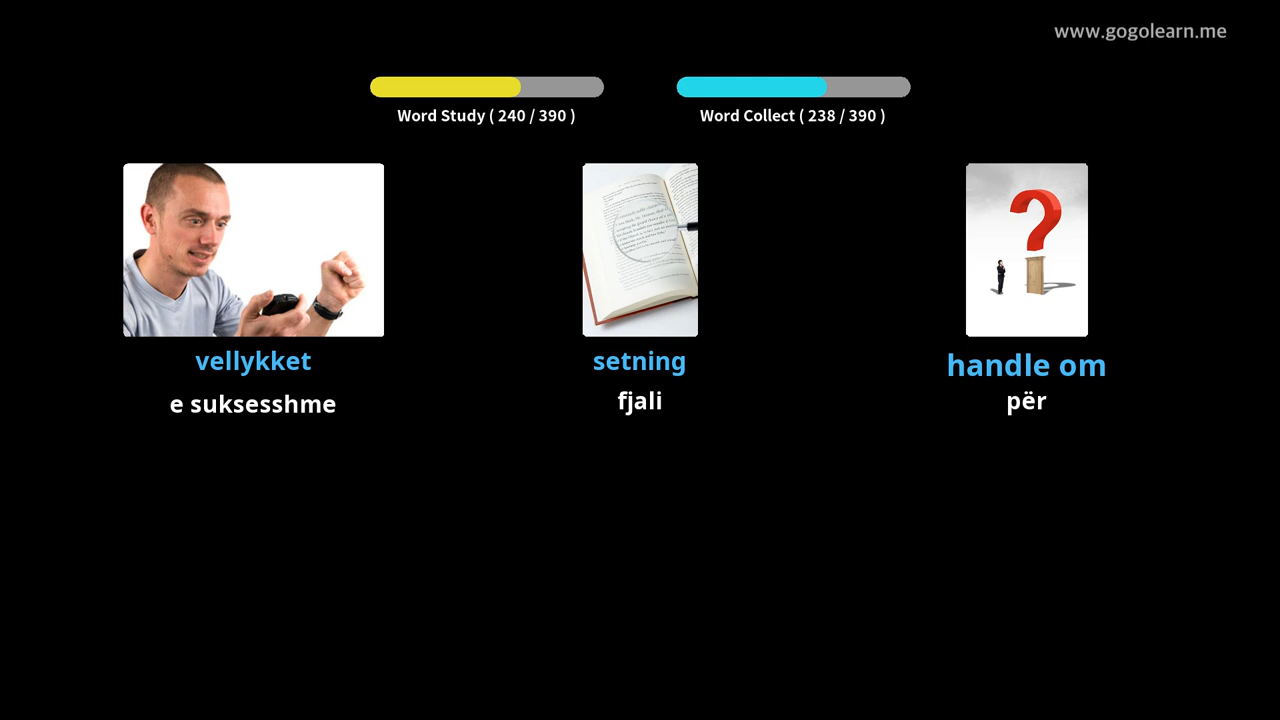 www.gogolearn.me
Word Study ( 240 / 390 )
Word Collect ( 238 / 390 )
vellykket
e suksesshme
setning
fjali
handle om
për